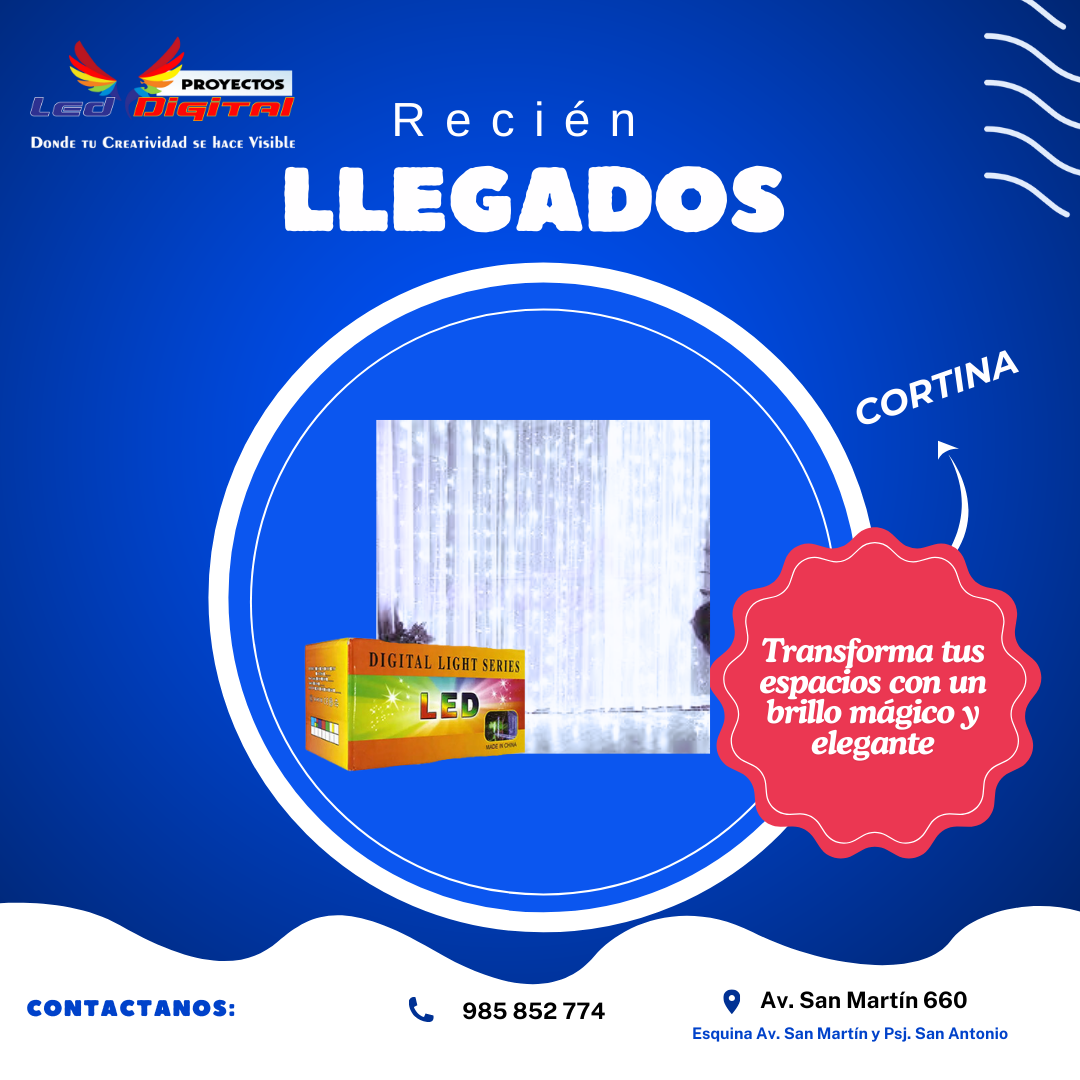 PROYECTOS
Led Digital
Donde tu Creatividad se hace Visible
Recién
LLEGADOS
CORTINA
Transforma tus
espacios con un
brillo mágico y
elegante
DIGITAL LIGHT SERIES
LED
MADE IN CHINA
CONTACTANOS:
985 852 774
Av. San Martín 660
Esquina Av. San Martín y Psj. San Antonio